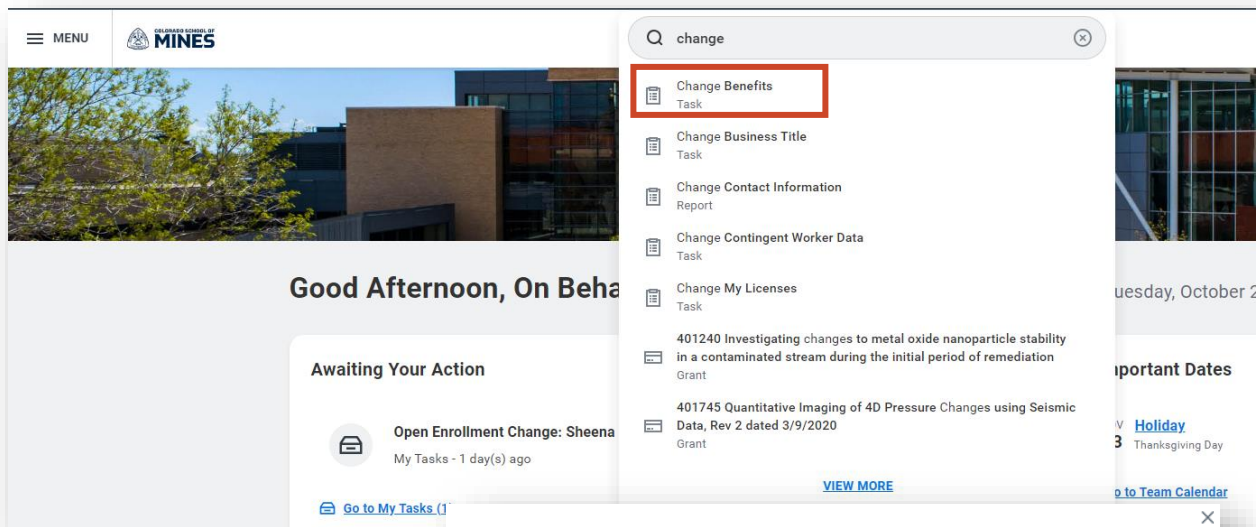 MENU
COLORADO SCHOOL OF
MINES
change
Change Benefits
Task
Change Business Title
Task
Change Contact Information
Report
Change Contingent Worker Data
Task
Change My Licenses
Task
401240 Investigating changes to metal oxide nanoparticle stability
in a contaminated stream during the initial period of remediation
Grant
401745 Quantitative Imaging of 4D Pressure Changes using Seismic
Data, Rev 2 dated 3/9/2020
Grant
VIEW MORE
Good Afternoon, On Beha
uesday, October 2
Awaiting Your Action
Open Enrollment Change: Sheena
My Tasks - 1 day(s) ago
Go to My Tasks (1)
portant Dates
V Holiday
3 Thanksgiving Day
o to Team Calendar